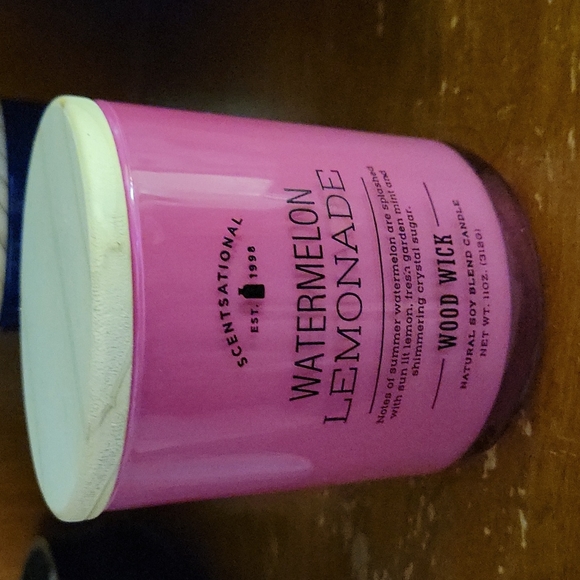 SCENTSATIONAL
EST. 1998
WATERMELON
LEMONADE
Notes of summer watermelon are splashed
with sun lit lemon, fresh garden mint and
shimmering crystal sugar.
WOOD WICK
NATURAL SOY BLEND CANDLE
NET WT. 11OZ. (312g)